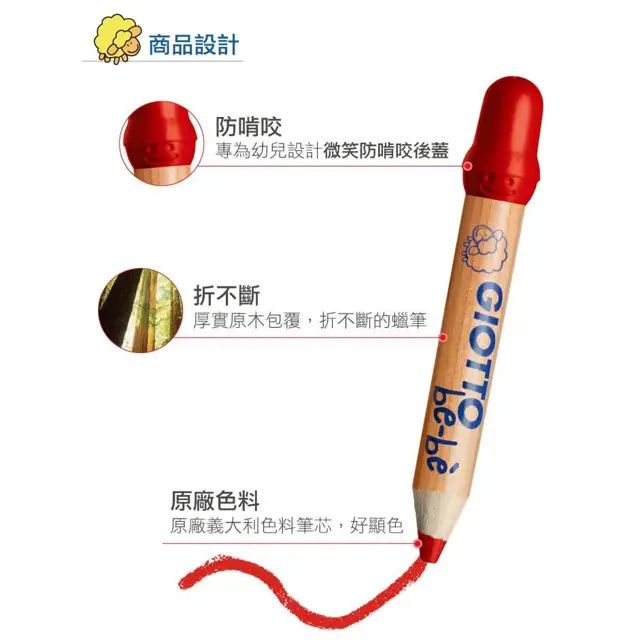 商品設計
防啃咬
專為幼兒設計微笑防啃咬後蓋
折不斷
厚實原木包覆，折不斷的蠟筆
GIOTTO
be-bè
原廠色料
原廠義大利色料筆芯，好顯色